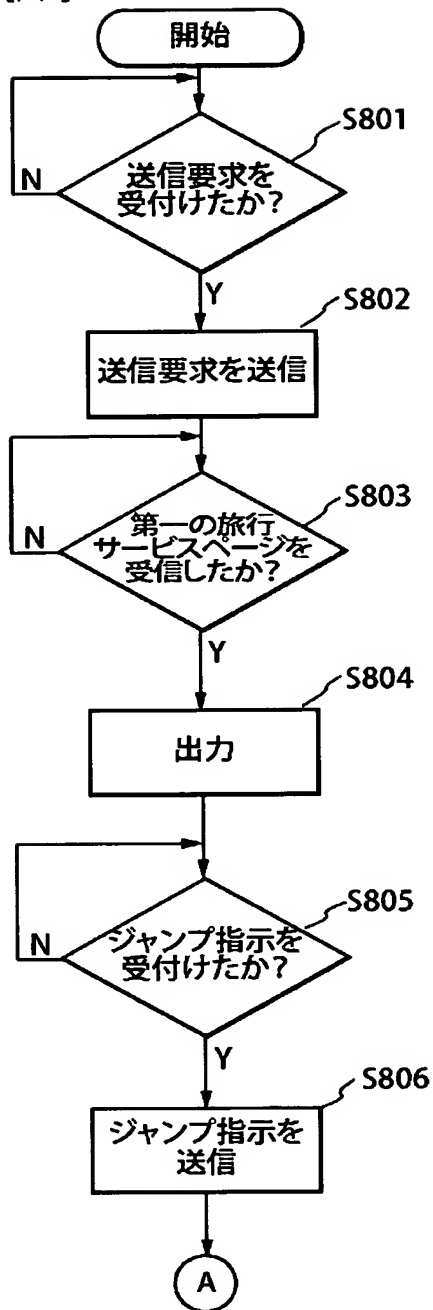 開始
S801
送信要求を
受付けたか?
N
Y
S802
送信要求を送信
S803
第一の旅行
サービスページを
受信したか?
N
Y
S804
出力
S805
ジャンプ指示を
受付けたか?
N
Y
S806
ジャンプ指示を
送信
A